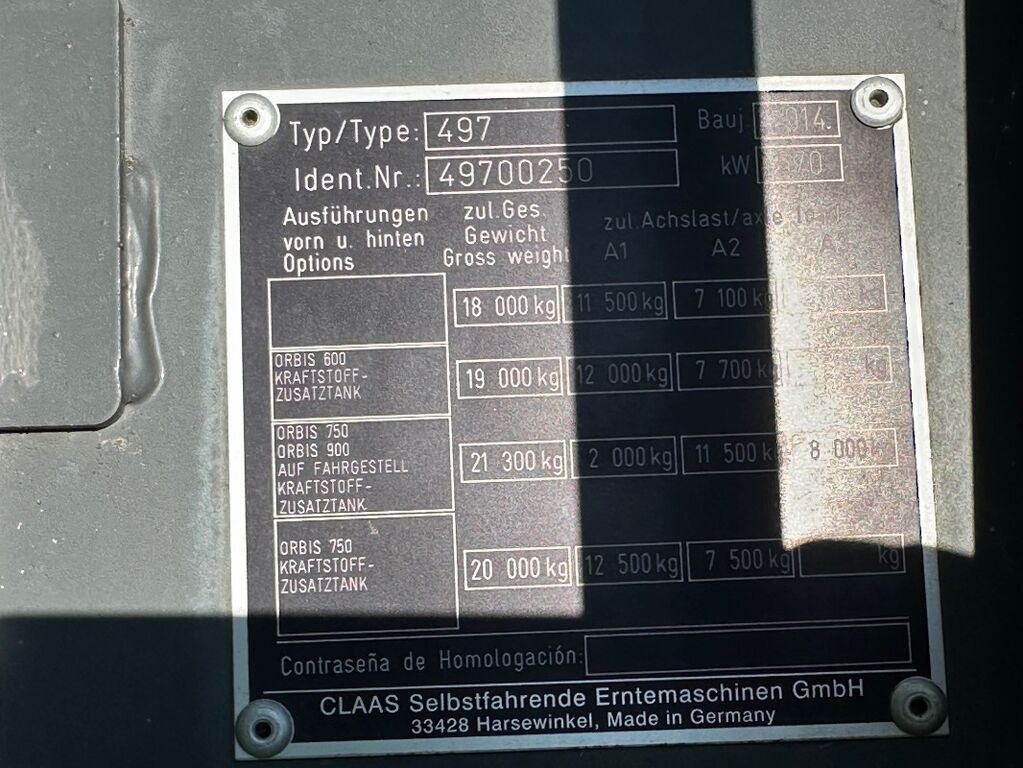 Typ/Type: 497 Bauj. 2014.
Ident.Nr.: 49700250 kW
Ausführungen zul.Ges. zul.Achslast/axle load
vorn u. hinten Gewicht
Options Gross weight A1 A2
18 000 kg 11 500 kg 7 100 kg kg
ORBIS 600
KRAFTSTOFF- 19 000 kg 12 000 kg 7 700 kg kg
ZUSATZTANK
ORBIS 750
ORBIS 900
AUF FAHRGESTELL 21 300 kg 2 000 kg 11 500 kg 8 000 kg
KRAFTSTOFF-
ZUSATZTANK
ORBIS 750
KRAFTSTOFF- 20 000 kg 12 500 kg 7 500 kg kg
ZUSATZTANK
Contraseña de Homologación:
CLAAS Selbstfahrende Erntemaschinen GmbH
33428 Harsewinkel, Made in Germany